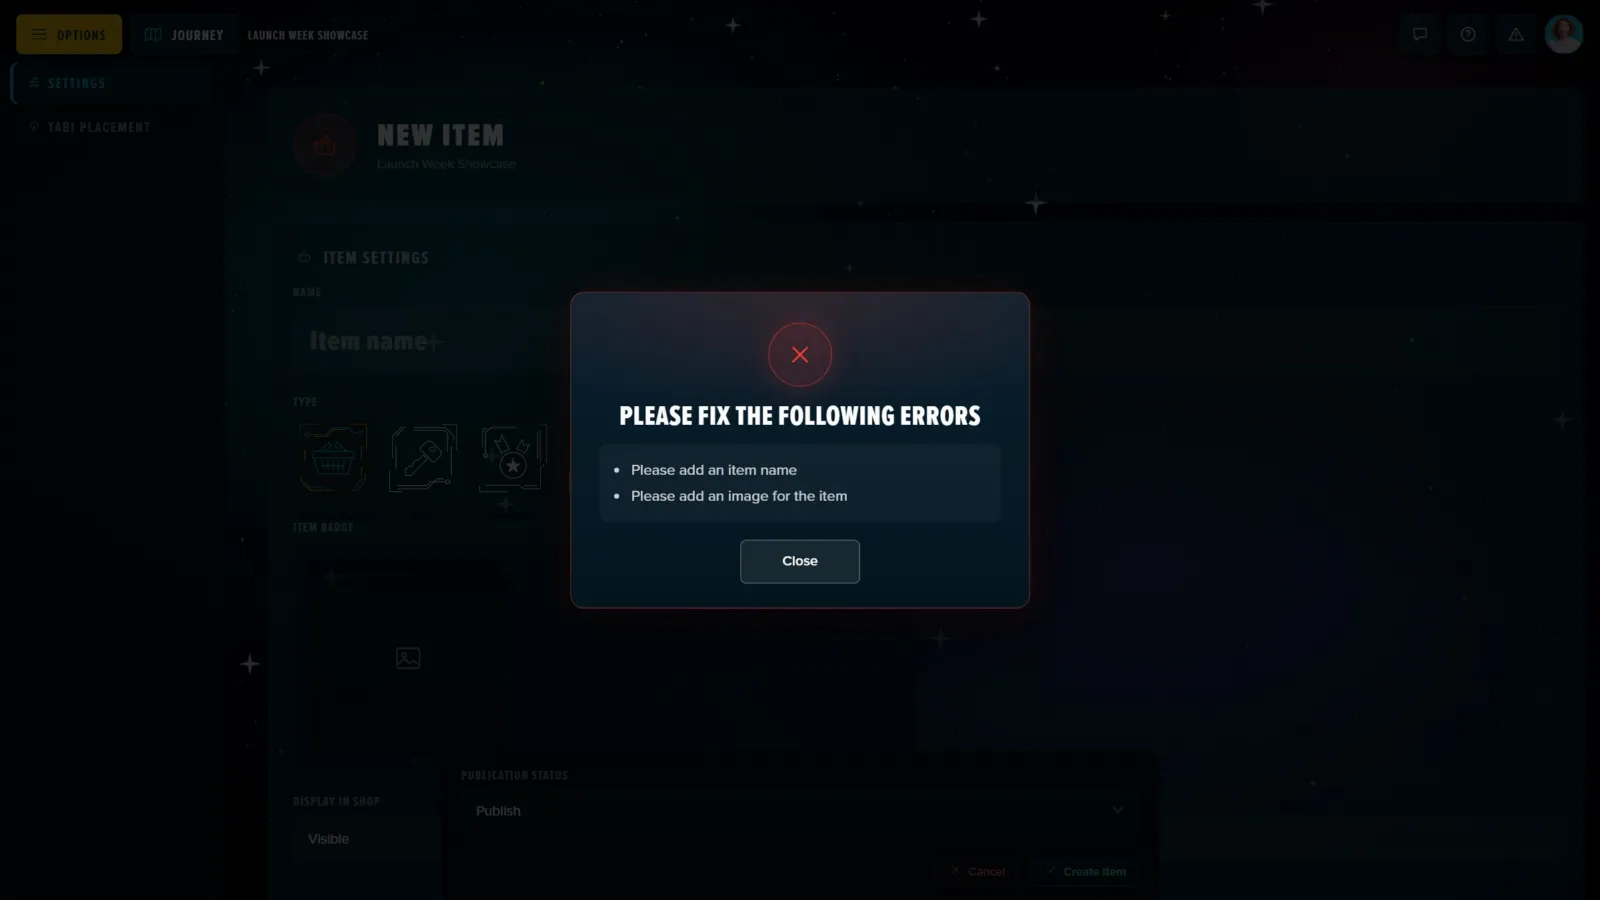 OPTIONS
JOURNEY
LAUNCH WEEK SHOWCASE
SETTINGS
TABI PLACEMENT
NEW ITEM
Launch Week Showcase
ITEM SETTINGS
NAME
Item name
TYPE
ITEM BADGE
PLEASE FIX THE FOLLOWING ERRORS
Please add an item name
Please add an image for the item
Close
DISPLAY IN SHOP
Visible
PUBLICATION STATUS
Publish
Cancel
Create Item